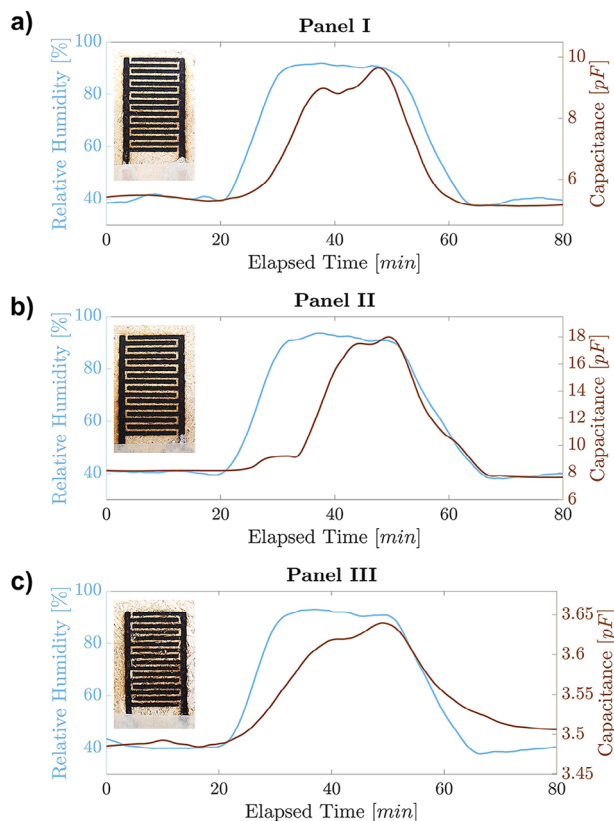 a)
Panel I
Relative Humidity [%]
100
80
60
40
10
8
6
Capacitance [pF]
0 20 40 60 80
Elapsed Time [min]
b)
Panel II
Relative Humidity [%]
100
80
60
40
18
16
14
12
10
8
6
Capacitance [pF]
0 20 40 60 80
Elapsed Time [min]
c)
Panel III
Relative Humidity [%]
100
80
60
40
3.65
3.6
3.55
3.5
3.45
Capacitance [pF]
0 20 40 60 80
Elapsed Time [min]